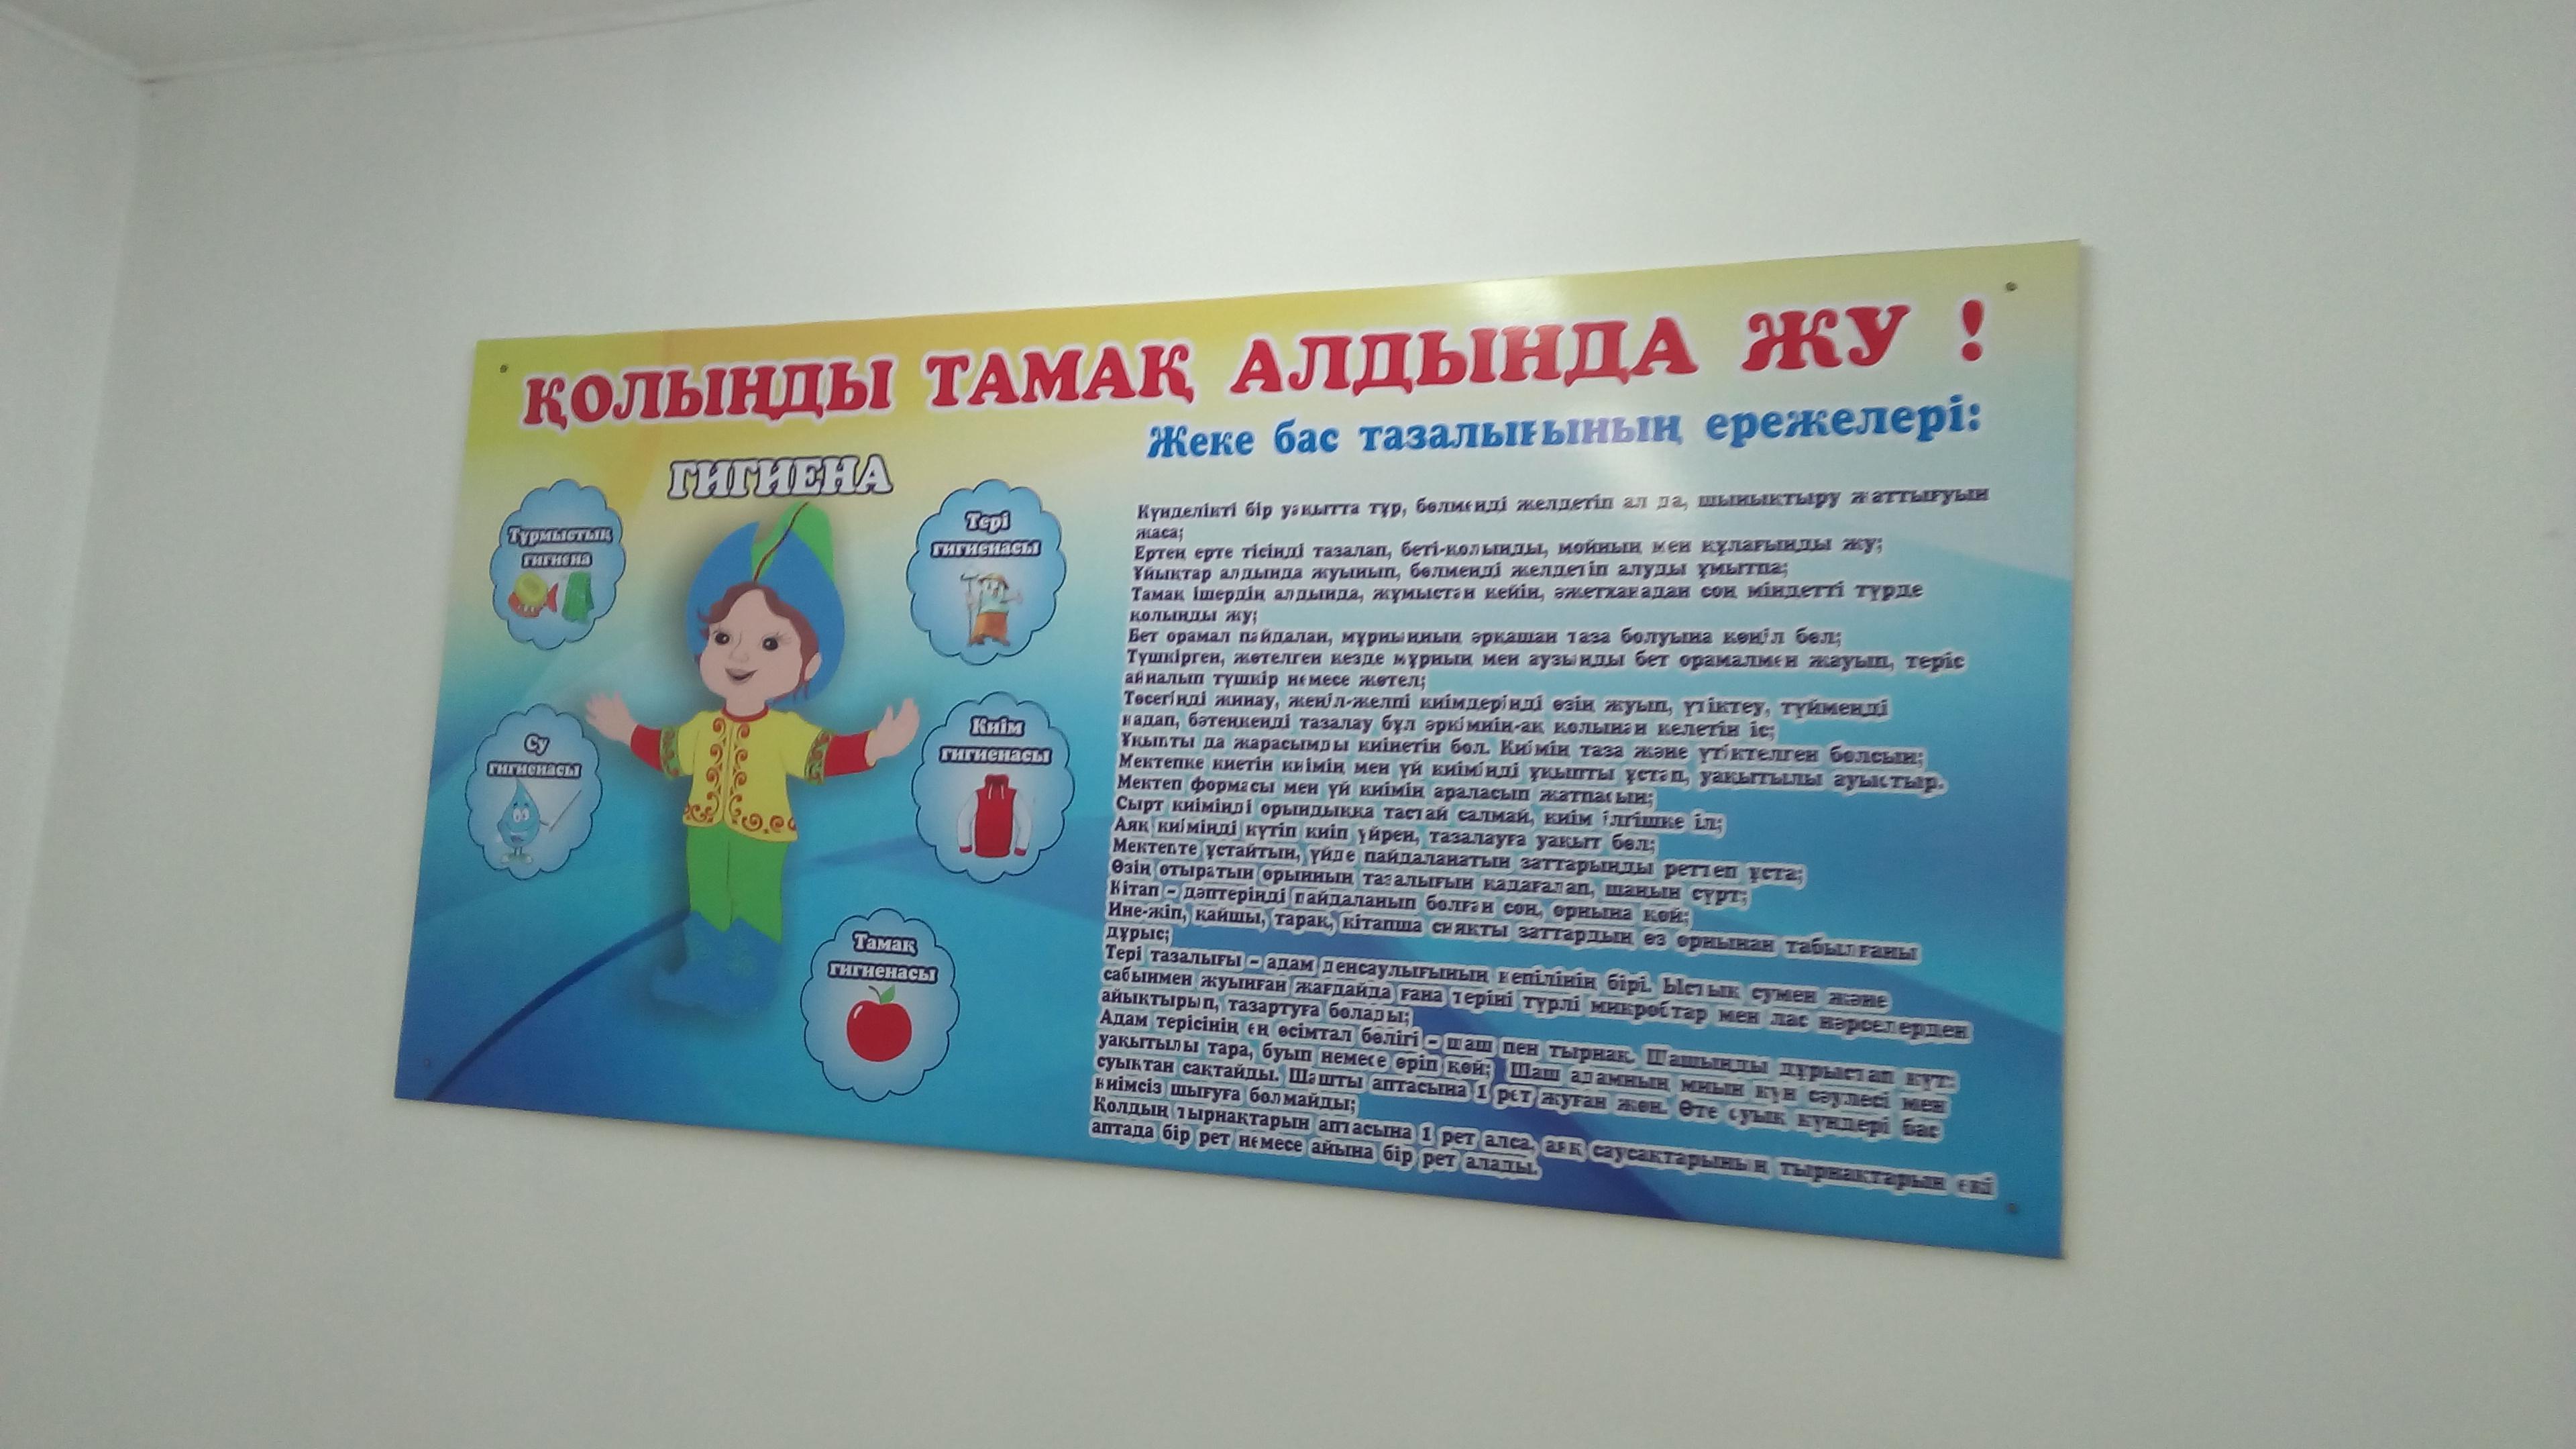 ҚОЛЫҢДЫ ТАМАҚ АЛДЫНДА ЖУ !
Жеке бас тазалығының ережелері:
ГИГИЕНА
Тұрмыстық
гигиена
Тері
гигиенасы
Су
гигиенасы
Киім
гигиенасы
Тамақ
гигиенасы
Күнделікті бір уақытта тұр, бөлмеңді желдетіп ал да, шынықтыру жаттығуын
жаса;
Ертең ерте тісіңді тазалап, беті-қолыңды, мойның мен құлағыңды жу;
Ұйықтар алдында жуынып, бөлмеңді желдетіп алуды ұмытпа;
Тамақ ішердің алдында, жұмыстан кейін, әжетханадан соң міндетті түрде
қолыңды жу;
Бет орамал пайдалан, мұрныңның әрқашан таза болуына көңіл бөл;
Түшкірген, жөтелген кезде мұрның мен аузыңды бет орамалмен жауып, теріс
айналып түшкір немесе жөтел;
Төсегіңді жинау, жеңіл-желпі киімдеріңді өзің жуып, үтіктеу, түймеңді
қадап, бәтеңкеңді тазалау бұл әркімнің-ақ қолынан келетін іс;
Ұқыпты да жарасымды киінетін бол. Киімің таза және үтіктелген болсын;
Мектепке киетін киімің мен үй киіміңді ұқыпты ұстап, уақытылы ауыстыр.
Мектеп формасы мен үй киімің араласып жатпасын;
Сырт киіміңді орындыққа тастай салмай, киім ілгішке іл;
Аяқ киіміңді күтіп киіп үйрен, тазалауға уақыт бөл;
Мектепте ұстайтын, үйде пайдаланатын заттарыңды реттеп ұста;
Өзің отыратын орынның тазалығын қадағалап, шаңын сүрт;
Кітап – дәптеріңді пайдаланып болған соң, орнына қой;
Ине-жіп, қайшы, тарақ, кітапша сияқты заттардың өз орнынан табылғаны
дұрыс;
Тері тазалығы – адам денсаулығының кепілінің бірі. Ыстық сумен және
сабынмен жуынған жағдайда ғана теріні түрлі микробтар мен лас нәрселерден
айықтырып, тазартуға болады;
Адам терісінің ең өсімтал бөлігі – шаш пен тырнақ. Шашыңды дұрыстап күт:
уақытылы тара, буып немесе өріп қой; Шаш адамның миын күн сәулесі мен
суықтан сақтайды. Шашты аптасына 1 рет жуған жөн. Өте суық күндері бас
киімсіз шығуға болмайды;
Қолдың тырнақтарын аптасына 1 рет алса, аяқ саусақтарының тырнақтарын екі
аптада бір рет немесе айына бір рет алады.